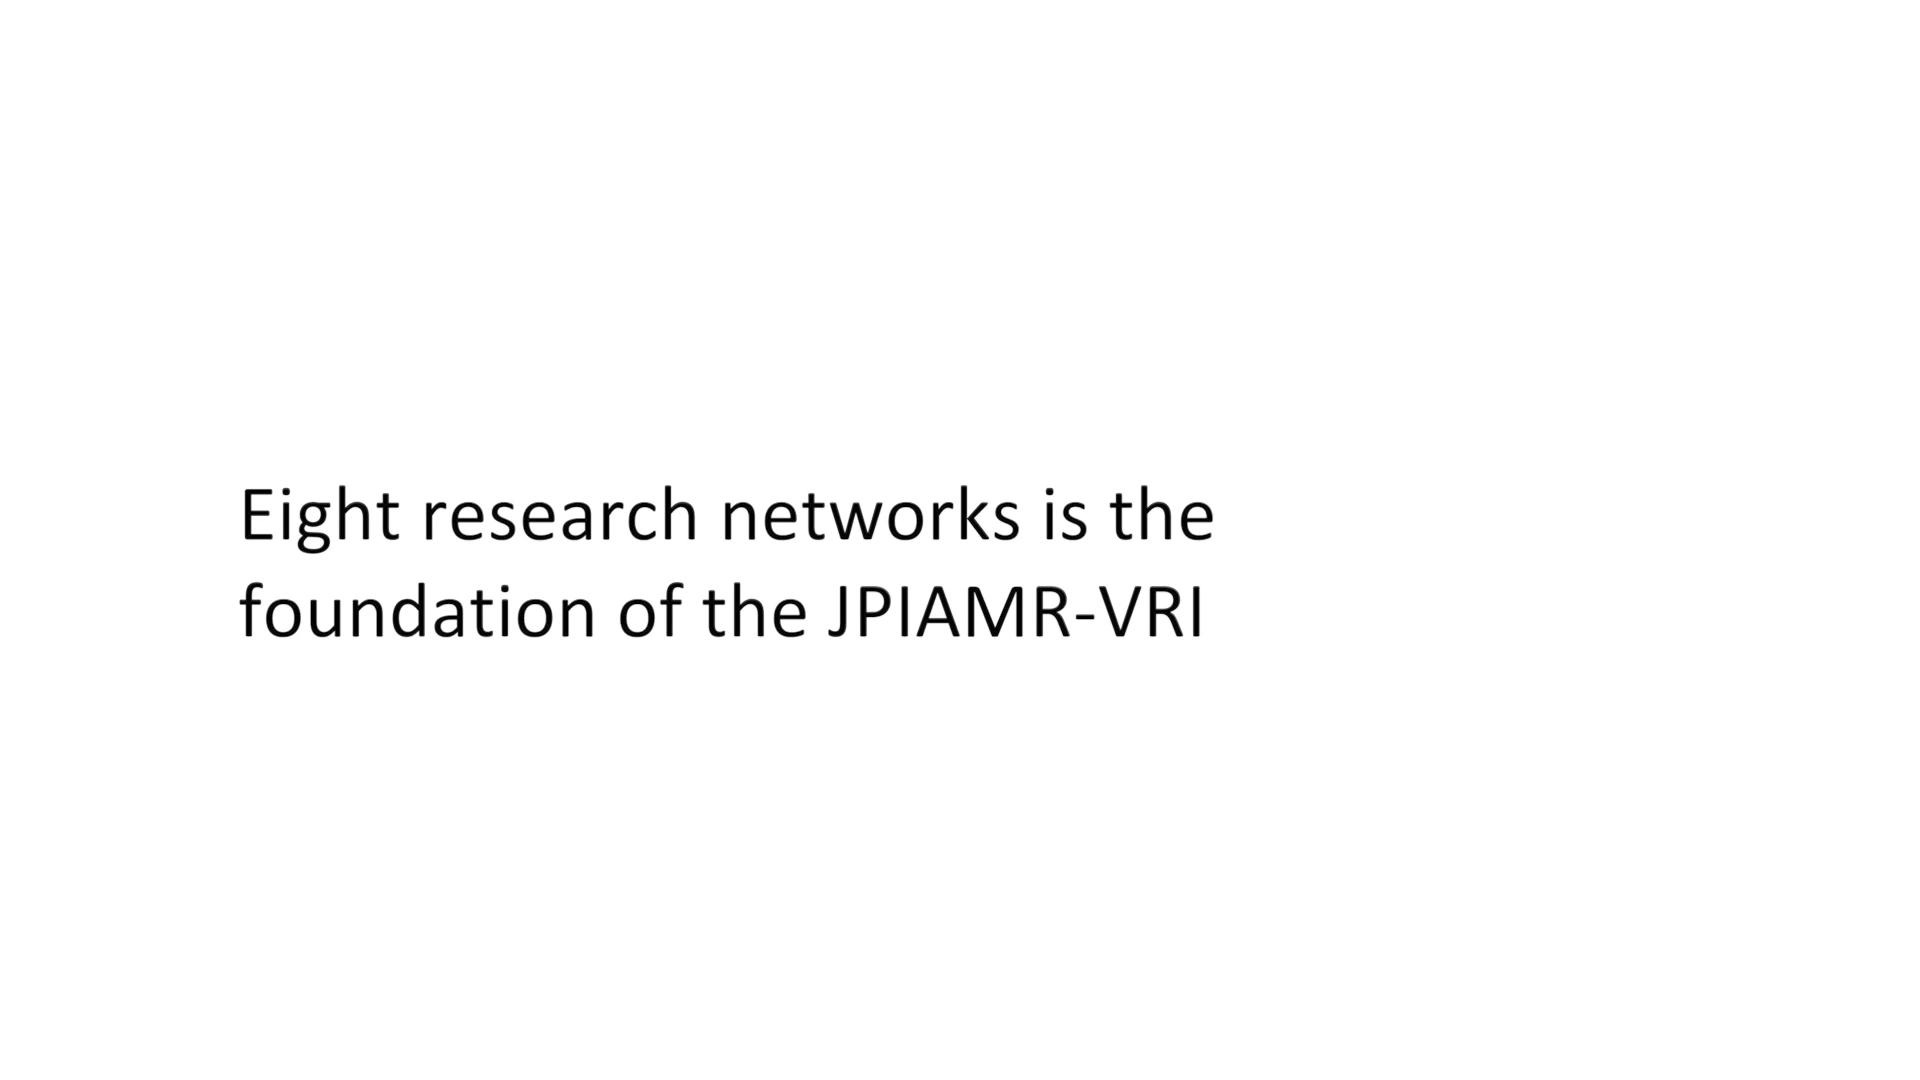 Eight research networks is the
foundation of the JPIAMR-VRI